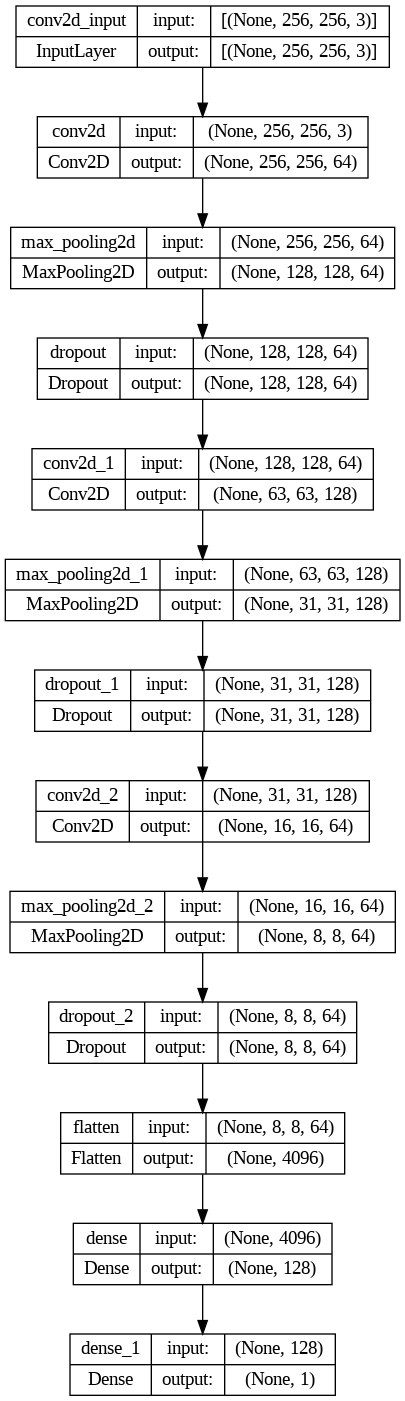 conv2d_input input: [(None, 256, 256, 3)]
InputLayer output: [(None, 256, 256, 3)]
conv2d input: (None, 256, 256, 3)
Conv2D output: (None, 256, 256, 64)
max_pooling2d input: (None, 256, 256, 64)
MaxPooling2D output: (None, 128, 128, 64)
dropout input: (None, 128, 128, 64)
Dropout output: (None, 128, 128, 64)
conv2d_1 input: (None, 128, 128, 64)
Conv2D output: (None, 63, 63, 128)
max_pooling2d_1 input: (None, 63, 63, 128)
MaxPooling2D output: (None, 31, 31, 128)
dropout_1 input: (None, 31, 31, 128)
Dropout output: (None, 31, 31, 128)
conv2d_2 input: (None, 31, 31, 128)
Conv2D output: (None, 16, 16, 64)
max_pooling2d_2 input: (None, 16, 16, 64)
MaxPooling2D output: (None, 8, 8, 64)
dropout_2 input: (None, 8, 8, 64)
Dropout output: (None, 8, 8, 64)
flatten input: (None, 8, 8, 64)
Flatten output: (None, 4096)
dense input: (None, 4096)
Dense output: (None, 128)
dense_1 input: (None, 128)
Dense output: (None, 1)